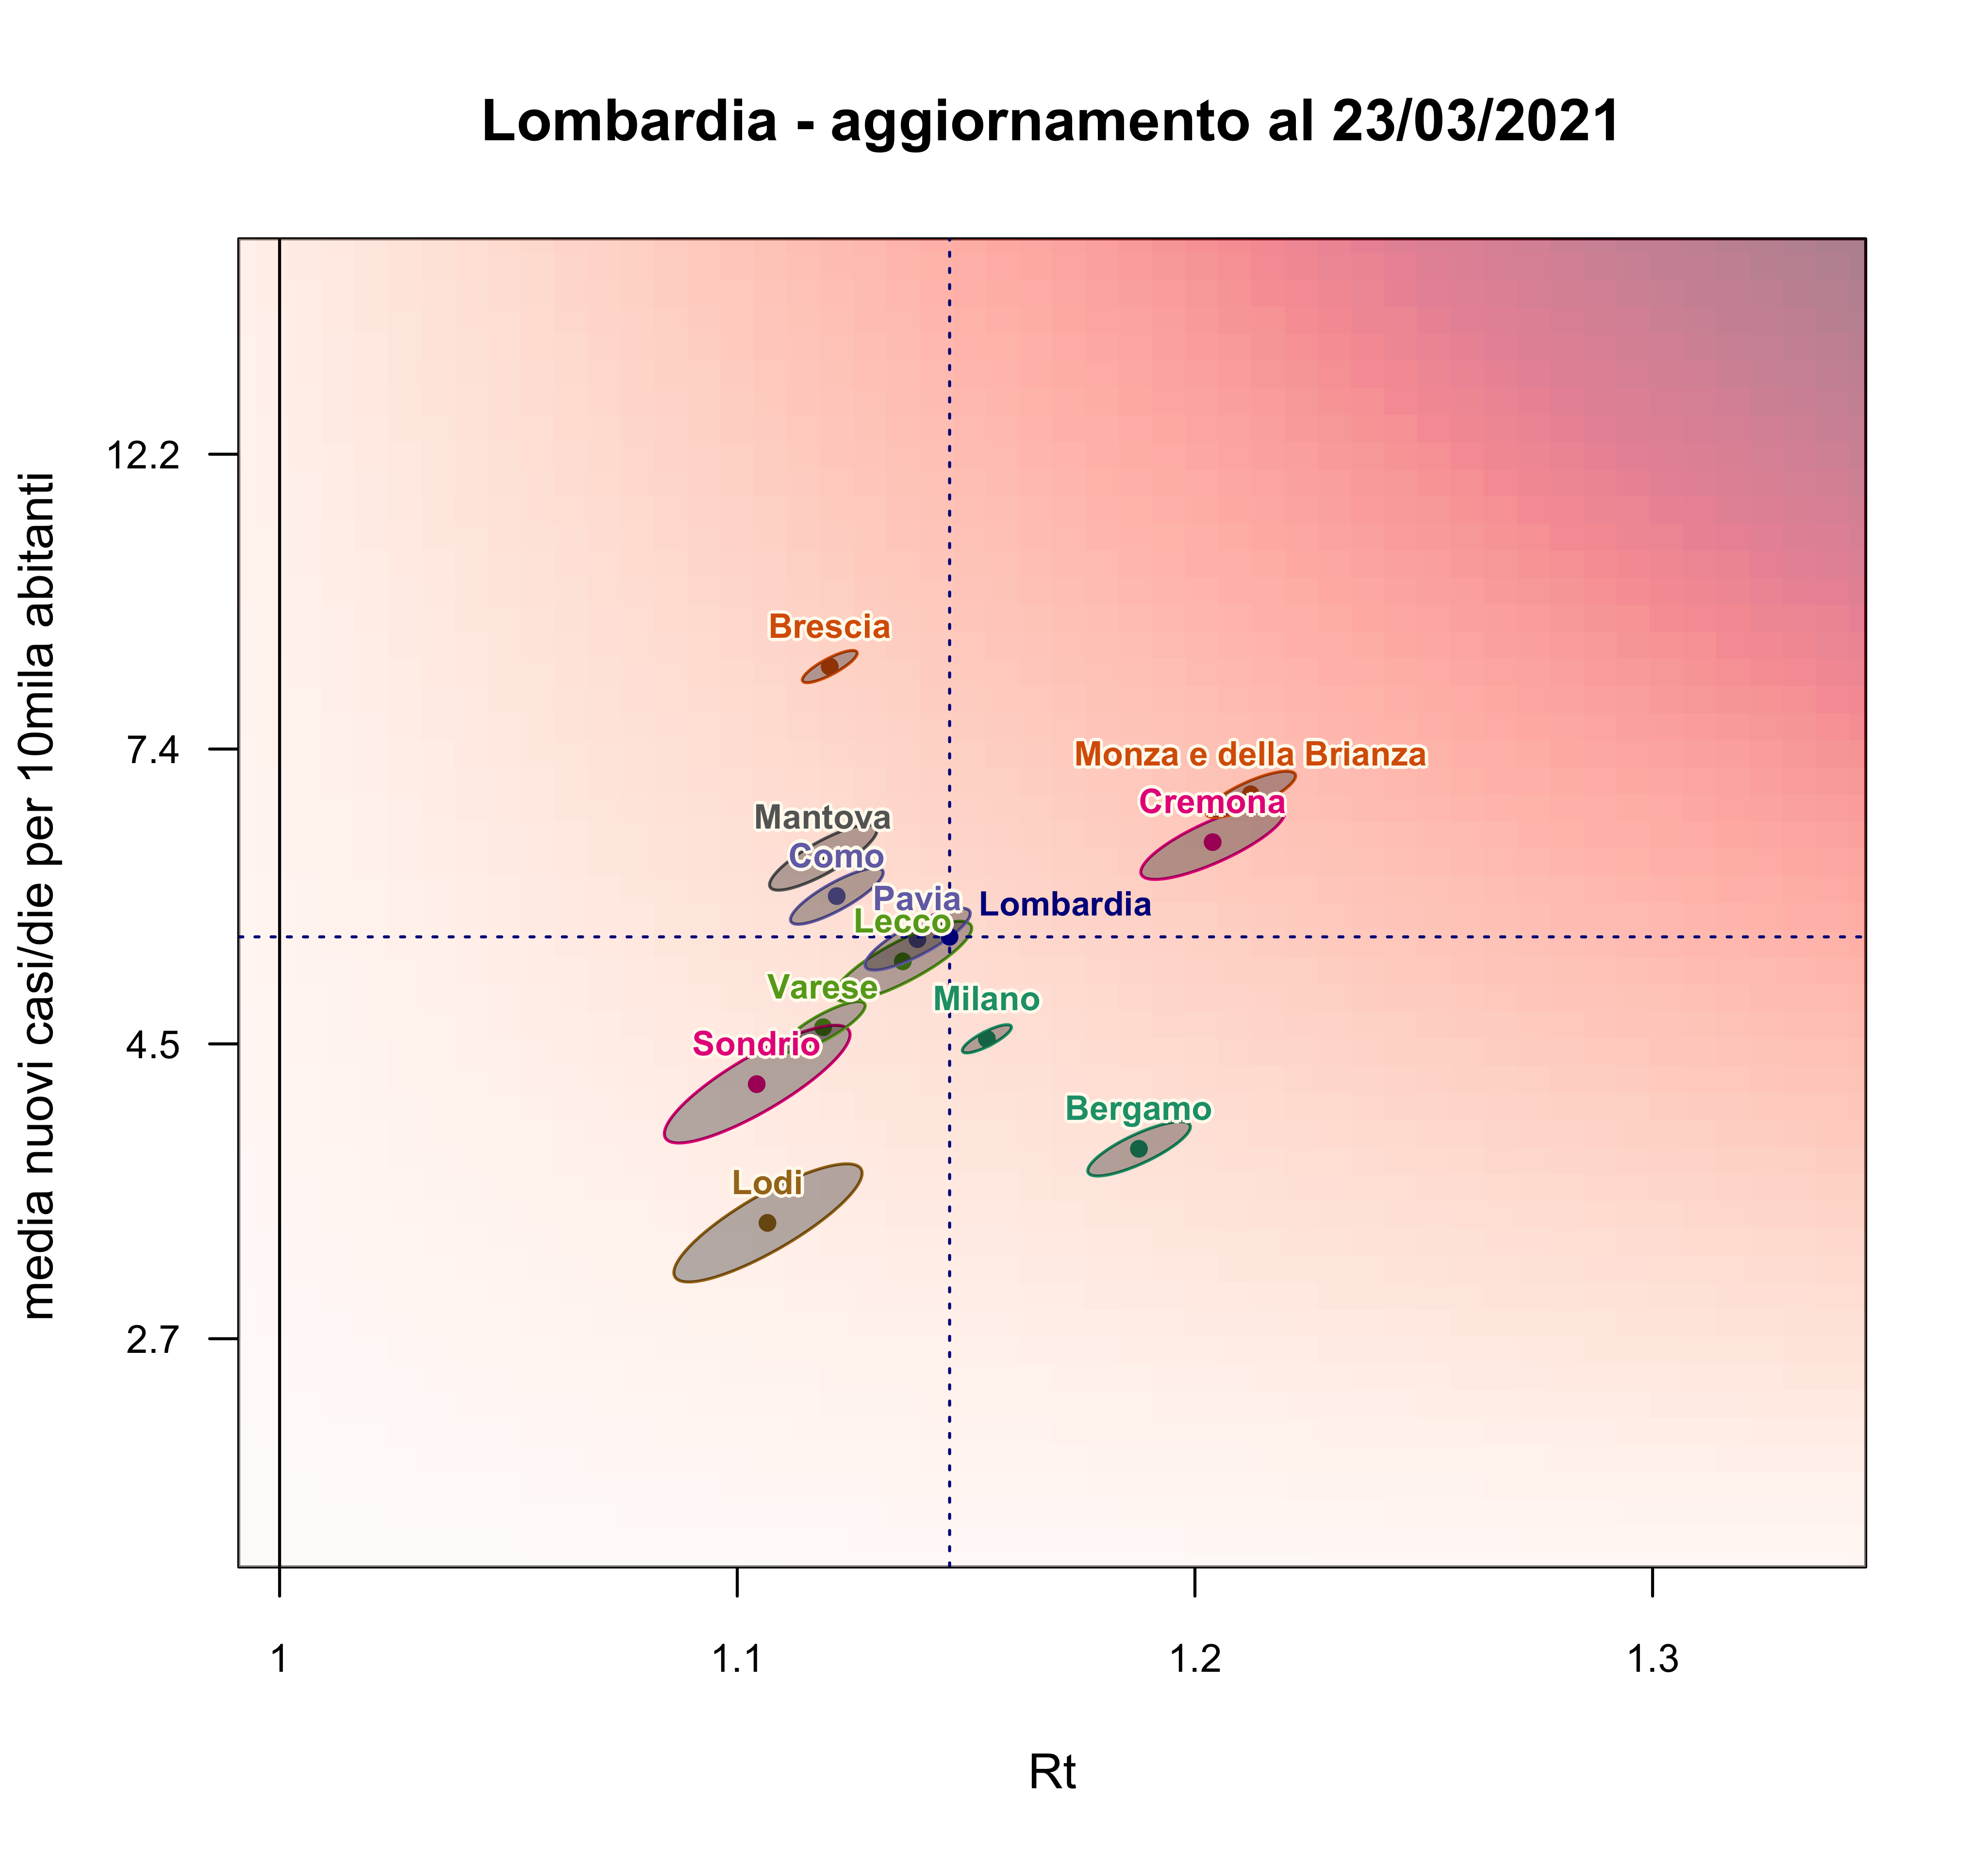 Lombardia - aggiornamento al 23/03/2021
media nuovi casi/die per 10mila abitanti
12.2
7.4
4.5
2.7
Brescia
Monza e della Brianza
Cremona
Mantova
Como
Pavia
Lombardia
Lecco
Varese
Milano
Sondrio
Bergamo
Lodi
1 1.1 1.2 1.3
Rt